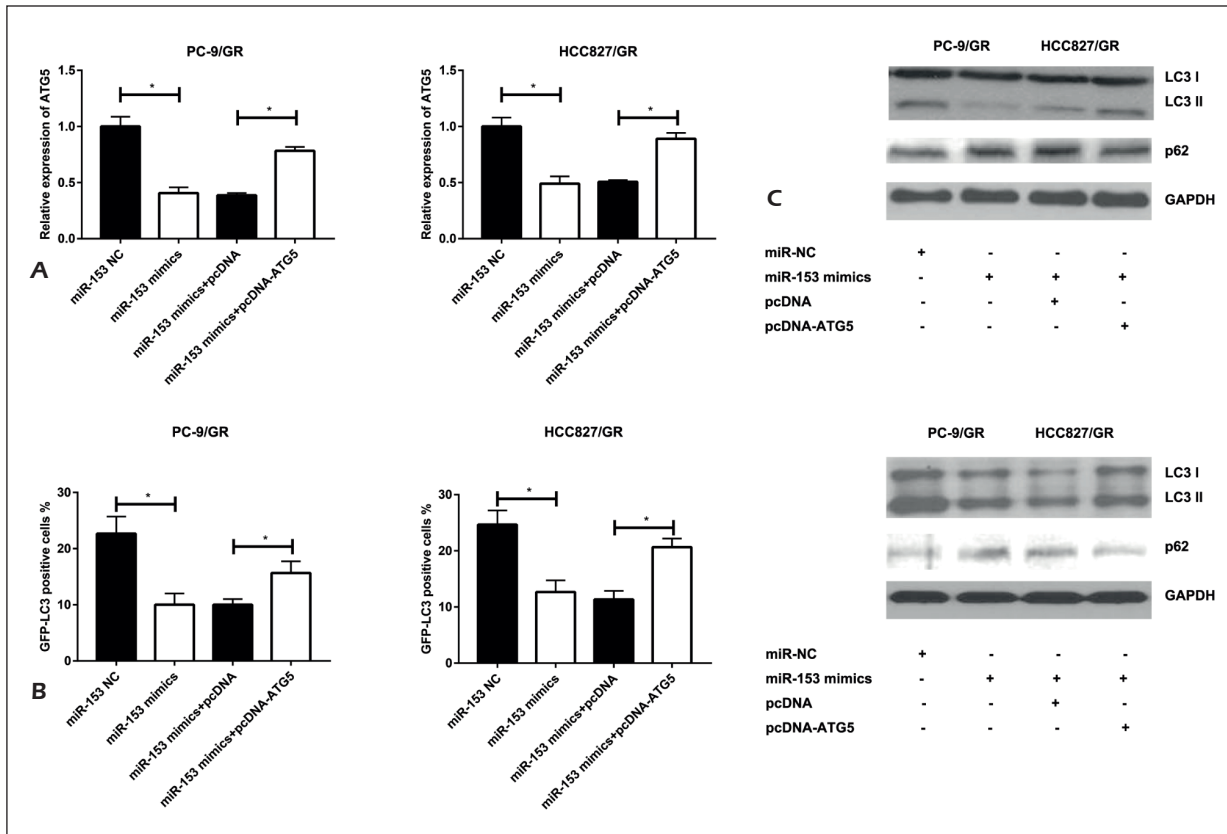 PC-9/GR
Relative expression of ATG5
1.5
1.0
0.5
0.0
*
*
miR-153 NC
miR-153 mimics
miR-153 mimics+pcDNA
miR-153 mimics+pcDNA-ATG5
HCC827/GR
Relative expression of ATG5
1.5
1.0
0.5
0.0
*
*
miR-153 NC
miR-153 mimics
miR-153 mimics+pcDNA
miR-153 mimics+pcDNA-ATG5
A
PC-9/GR
GFP-LC3 positive cells %
30
20
10
0
*
*
miR-153 NC
miR-153 mimics
miR-153 mimics+pcDNA
miR-153 mimics+pcDNA-ATG5
HCC827/GR
GFP-LC3 positive cells %
30
20
10
0
*
*
miR-153 NC
miR-153 mimics
miR-153 mimics+pcDNA
miR-153 mimics+pcDNA-ATG5
B
C
PC-9/GR HCC827/GR
LC3 I
LC3 II
p62
GAPDH
miR-NC + - - -
miR-153 mimics - + + +
pcDNA - - + -
pcDNA-ATG5 - - - +
PC-9/GR HCC827/GR
LC3 I
LC3 II
p62
GAPDH
miR-NC + - - -
miR-153 mimics - + + +
pcDNA - - + -
pcDNA-ATG5 - - - +